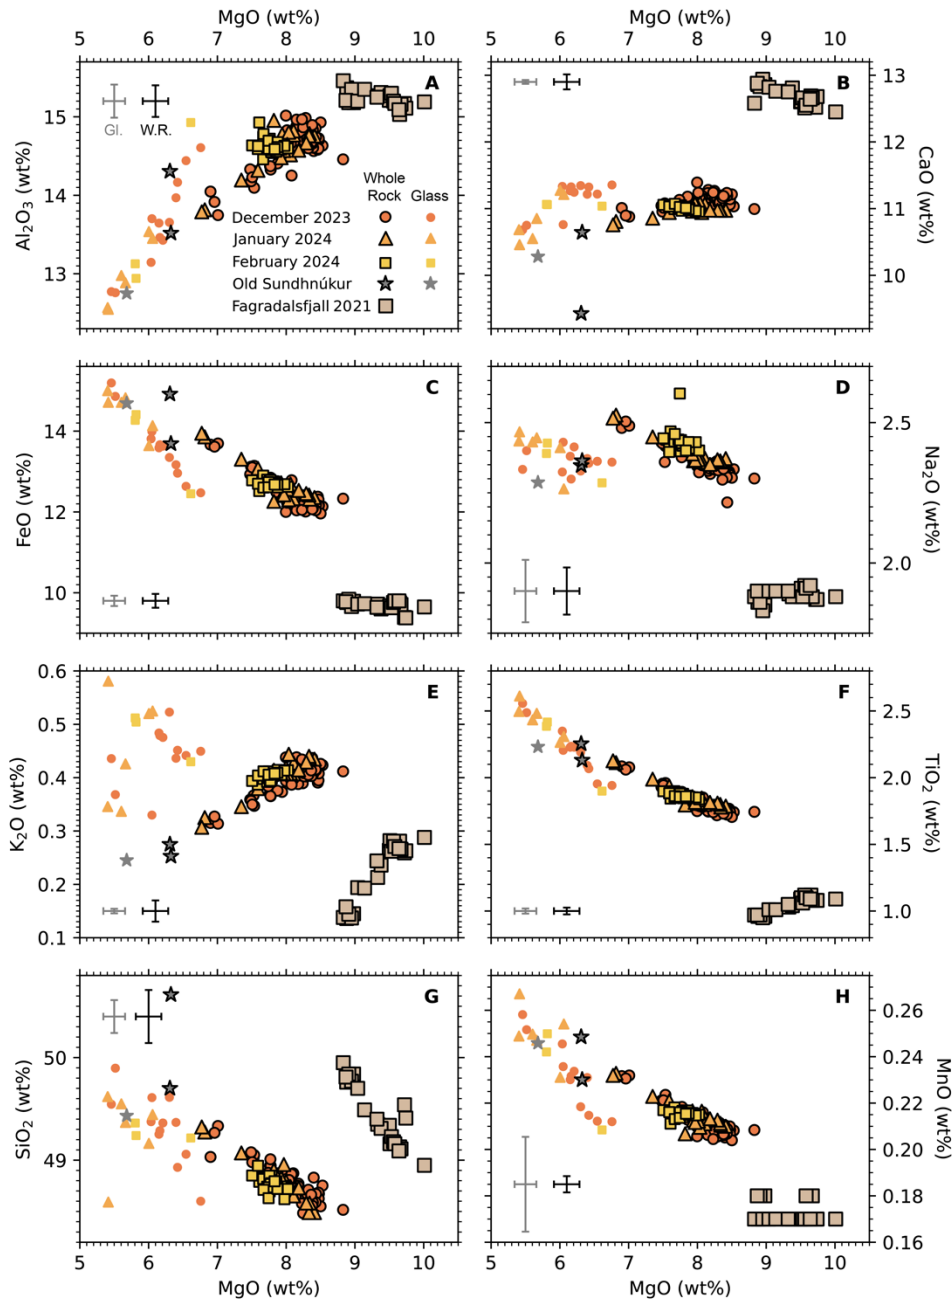 MgO (wt%)
MgO (wt%)
5 6 7 8 9 10
5 6 7 8 9 10
A
B
Al2O3 (wt%)
15
14
13
Gl.
W.R.
Whole
Rock
Glass
December 2023
January 2024
February 2024
Old Sundhnúkur
Fagradalsfjall 2021
CaO (wt%)
13
12
11
10
C
D
FeO (wt%)
14
12
10
Na2O (wt%)
2.5
2.0
E
F
K2O (wt%)
0.6
0.5
0.4
0.3
0.2
0.1
TiO2 (wt%)
2.5
2.0
1.5
1.0
G
H
SiO2 (wt%)
50
49
MnO (wt%)
0.26
0.24
0.22
0.20
0.18
0.16
5 6 7 8 9 10
5 6 7 8 9 10
MgO (wt%)
MgO (wt%)